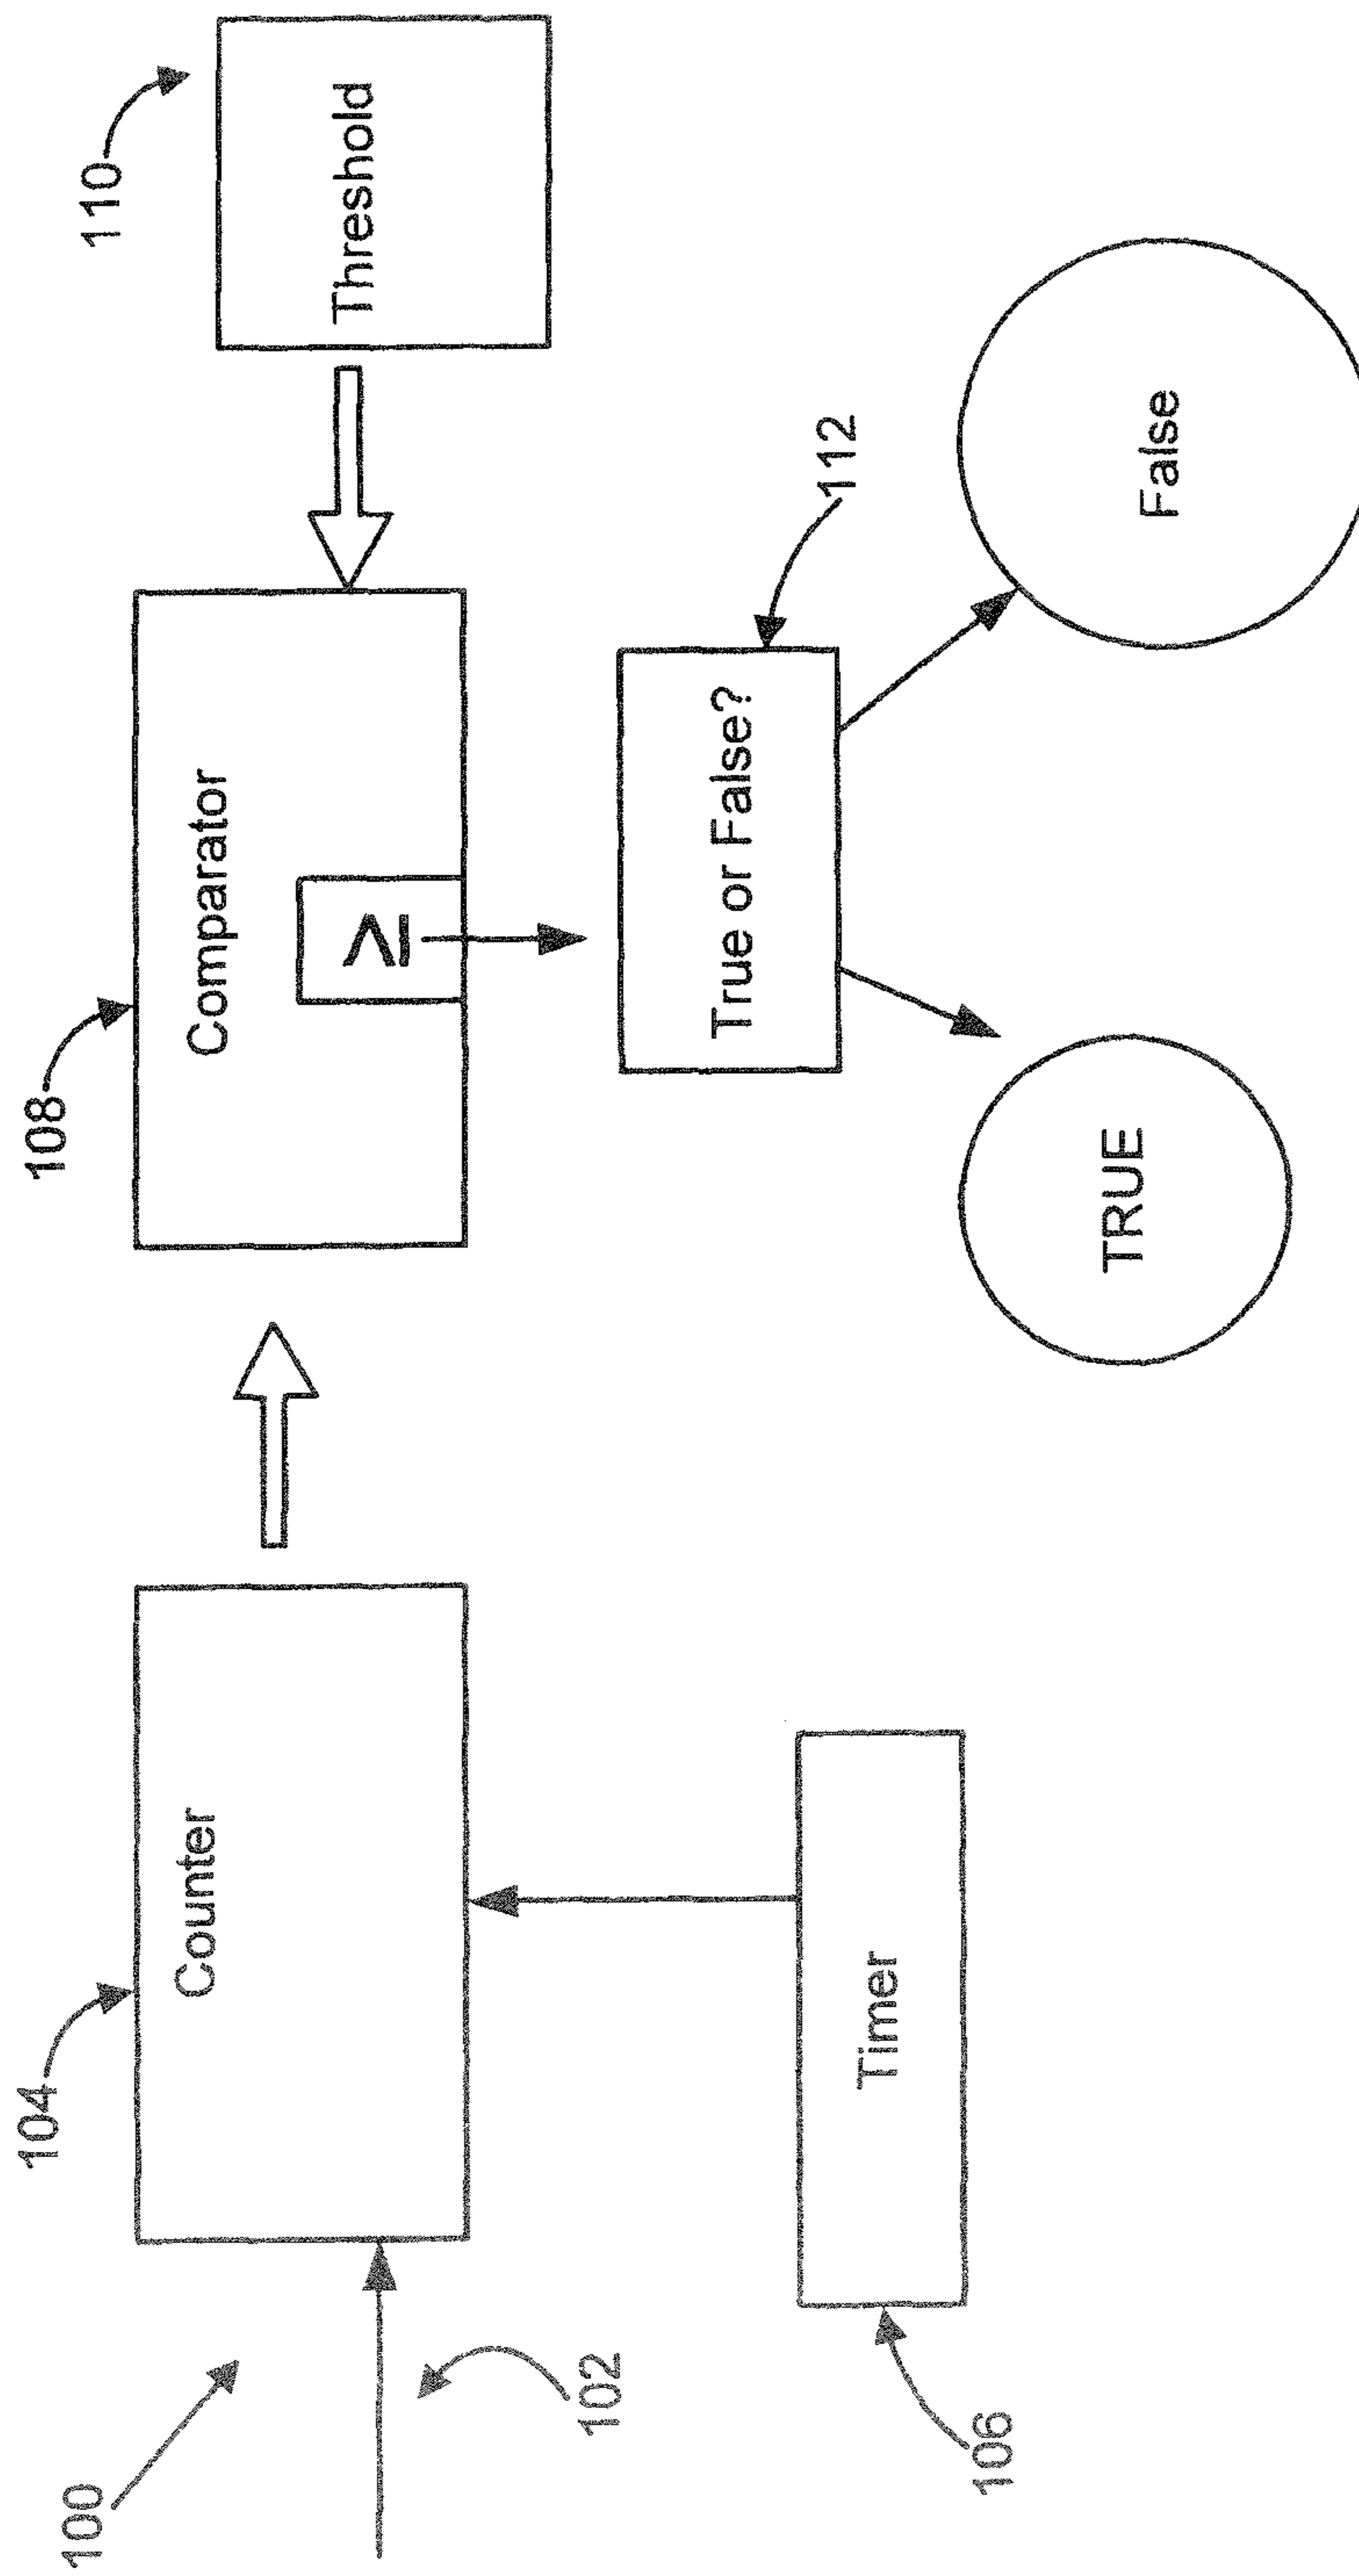 100
104
108
110
Counter
Comparator
Threshold
≥
102
True or False?
112
Timer
106
TRUE
False